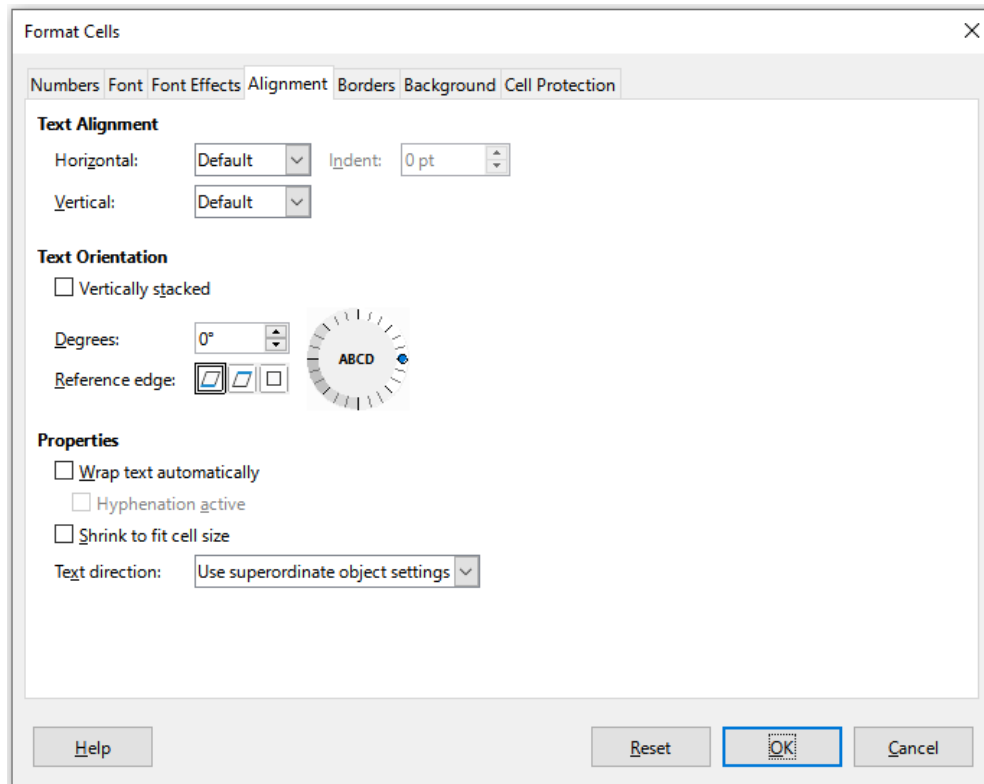 Format Cells
Numbers Font Font Effects Alignment Borders Background Cell Protection
Text Alignment
Horizontal: Default Indent: 0 pt
Vertical: Default
Text Orientation
Vertically stacked
Degrees: 0°
ABCD
Reference edge:
Properties
Wrap text automatically
Hyphenation active
Shrink to fit cell size
Text direction: Use superordinate object settings
Help Reset OK Cancel